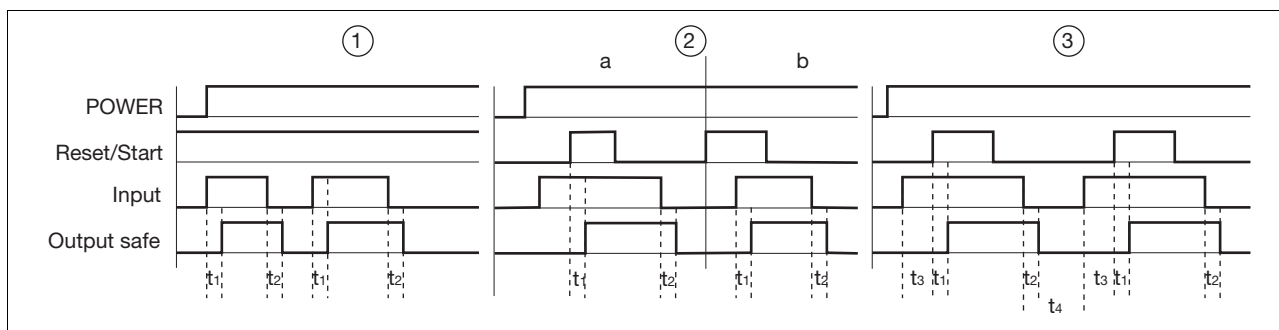 1 2 3
a b
POWER
Reset/Start
Input
Output safe
t1 t2 t1 t2 t1 t2 t1 t2 t3 t1 t2 t3 t1 t2
t4